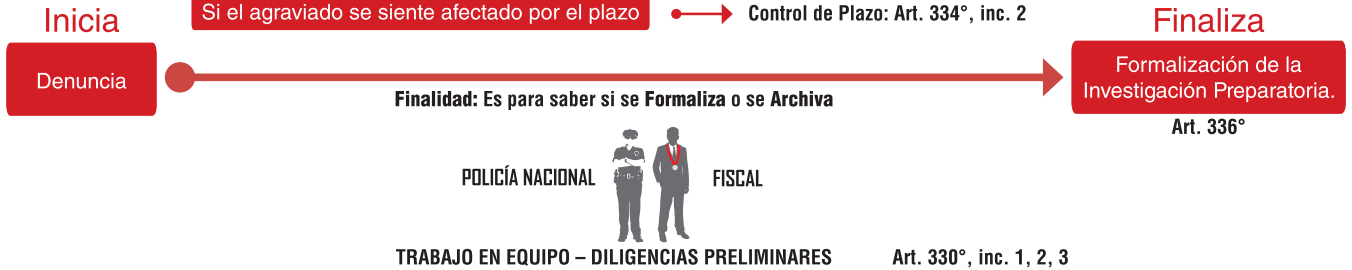 Inicia
Si el agraviado se siente afectado por el plazo
Control de Plazo: Art. 334°, inc. 2
Finaliza
Denuncia
Formalización de la
Investigación Preparatoria.
Finalidad: Es para saber si se Formaliza o se Archiva
Art. 336°
POLICÍA NACIONAL
FISCAL
TRABAJO EN EQUIPO – DILIGENCIAS PRELIMINARES
Art. 330°, inc. 1, 2, 3